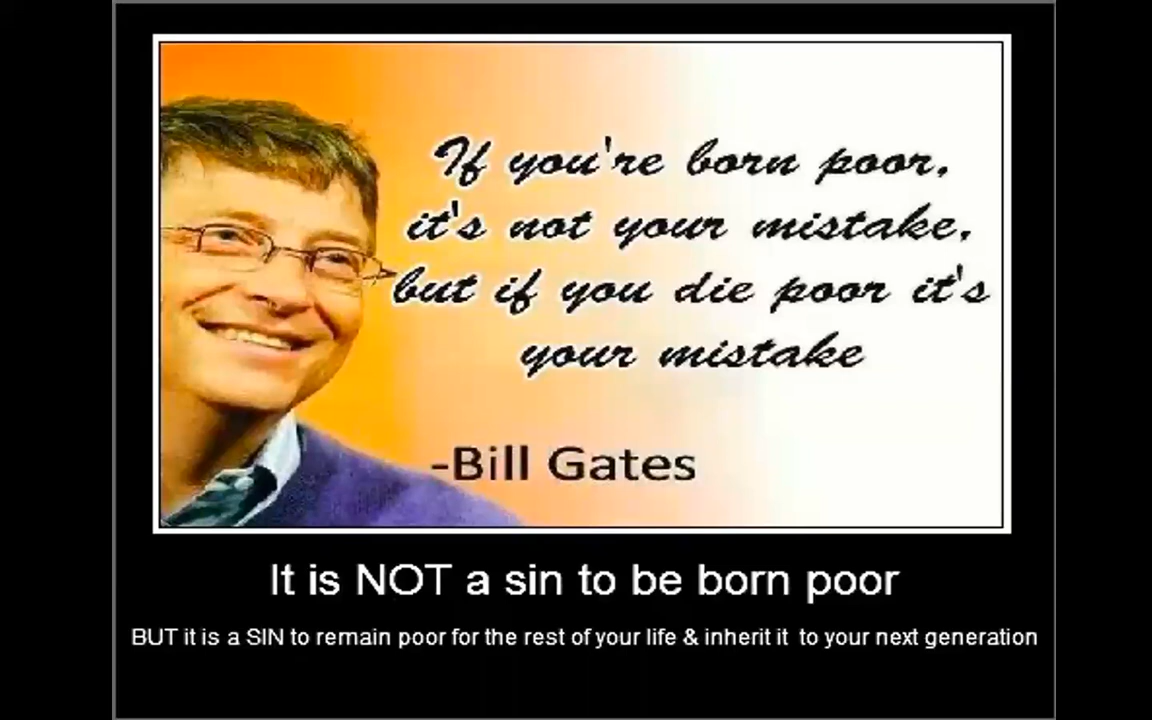 If you're born poor,
it's not your mistake,
but if you die poor it's
your mistake
-Bill Gates
It is NOT a sin to be born poor
BUT it is a SIN to remain poor for the rest of your life & inherit it  to your next generation